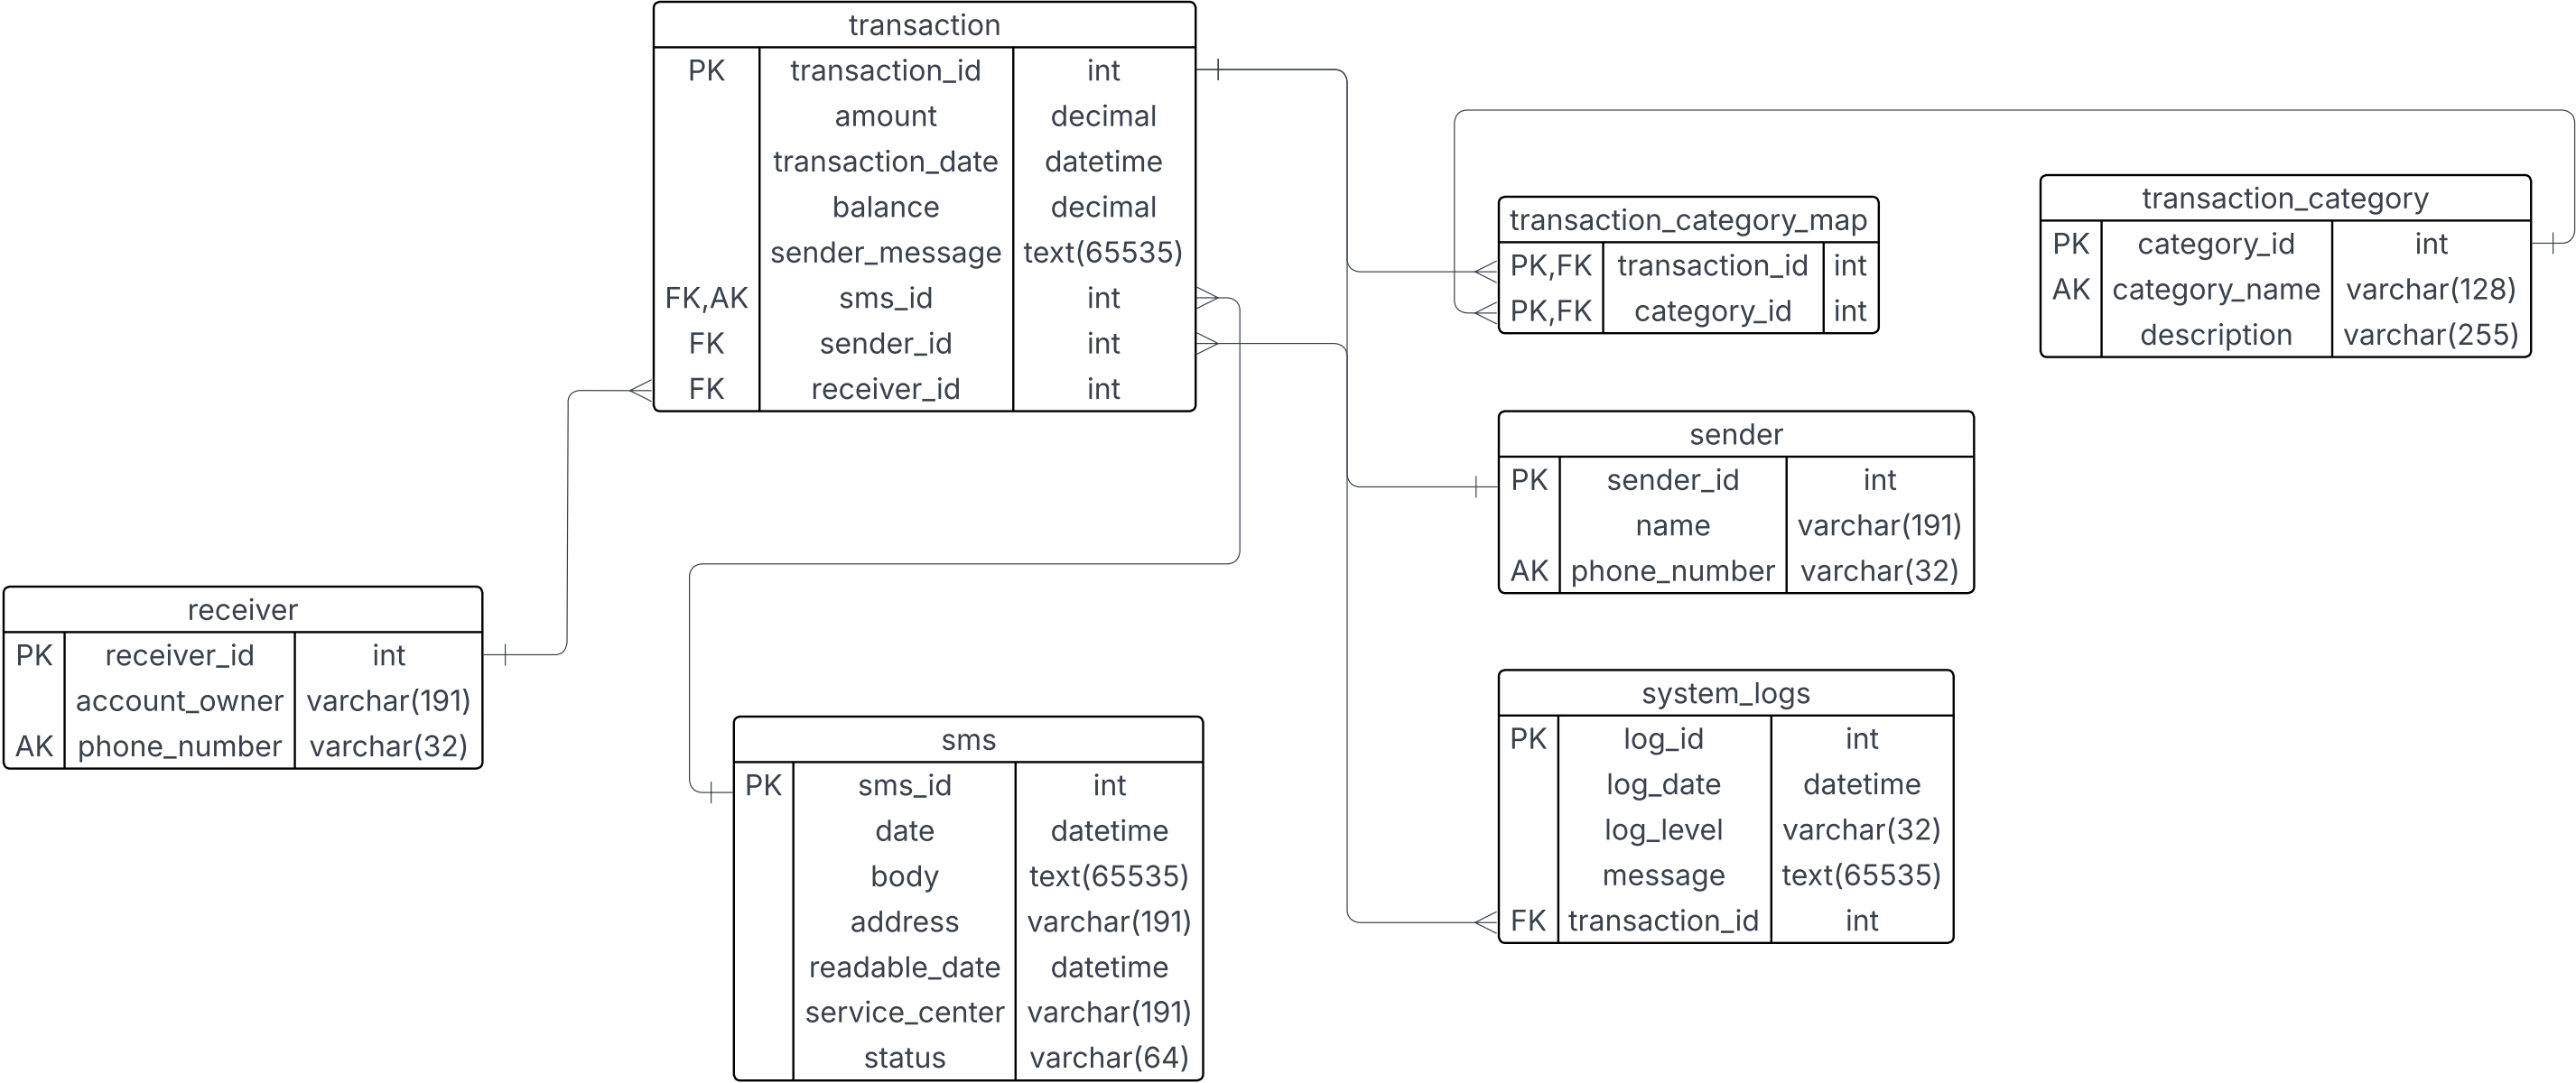 transaction
PK transaction_id int
amount decimal
transaction_date datetime
balance decimal
sender_message text(65535)
FK,AK sms_id int
FK sender_id int
FK receiver_id int
transaction_category_map
PK,FK transaction_id int
PK,FK category_id int
transaction_category
PK category_id int
AK category_name varchar(128)
description varchar(255)
sender
PK sender_id int
name varchar(191)
AK phone_number varchar(32)
receiver
PK receiver_id int
account_owner varchar(191)
AK phone_number varchar(32)
sms
PK sms_id int
date datetime
body text(65535)
address varchar(191)
readable_date datetime
service_center varchar(191)
status varchar(64)
system_logs
PK log_id int
log_date datetime
log_level varchar(32)
message text(65535)
FK transaction_id int